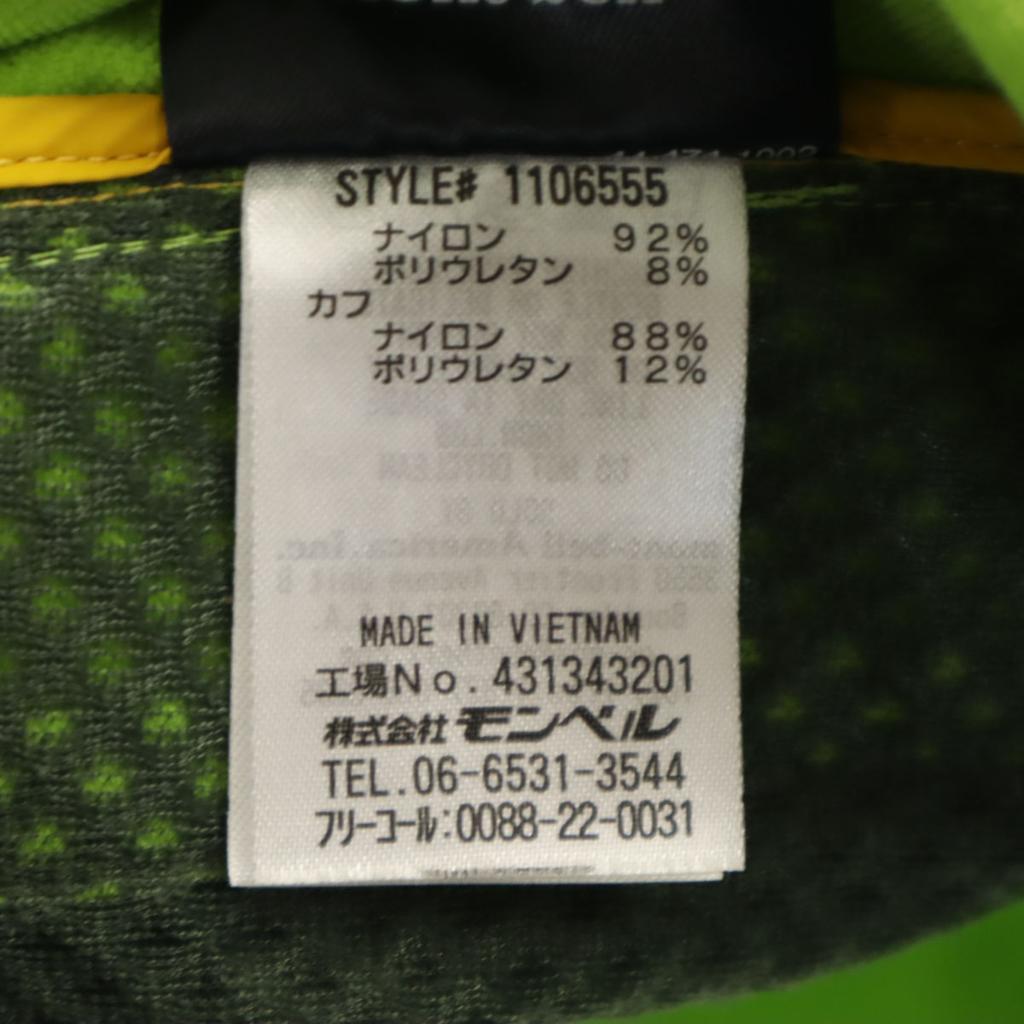 STYLE# 1106555
ナイロン 92%
ポリウレタン 8%
カフ
ナイロン 88%
ポリウレタン 12%
MADE IN VIETNAM
工場No.431343201
株式会社モンベル
TEL.06-6531-3544
フリーコール:0088-22-0031